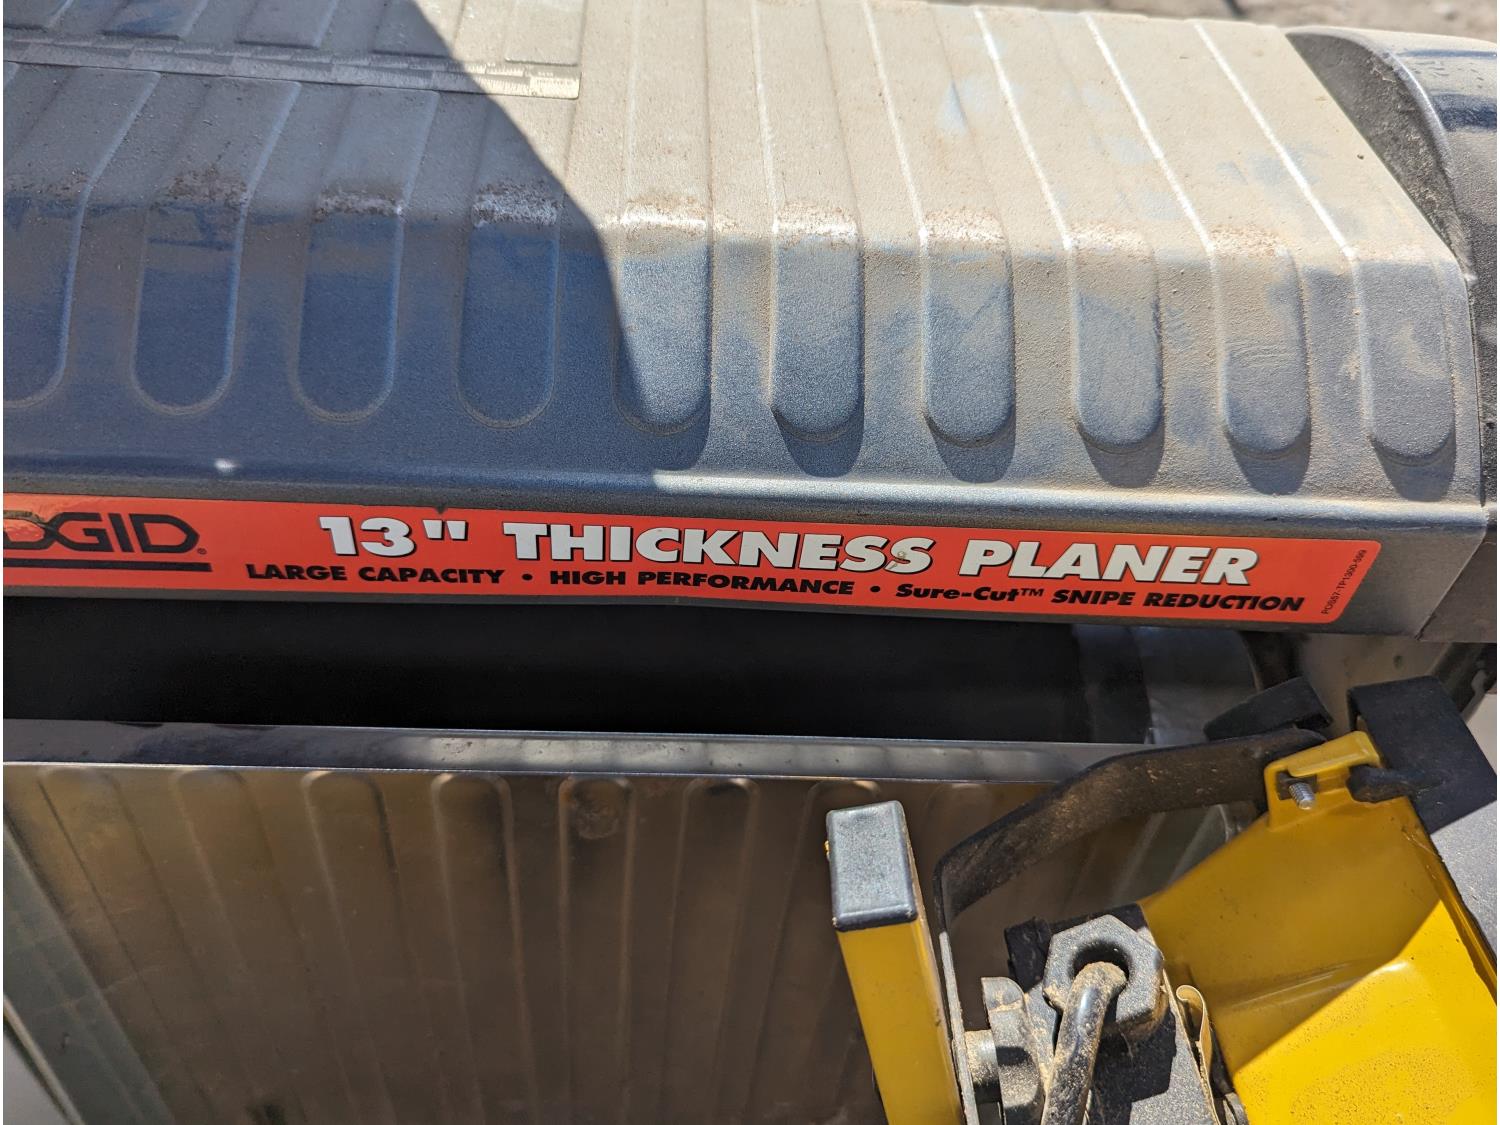 DGID®
13" THICKNESS PLANER
LARGE CAPACITY • HIGH PERFORMANCE • Sure-Cut™ SNIPE REDUCTION